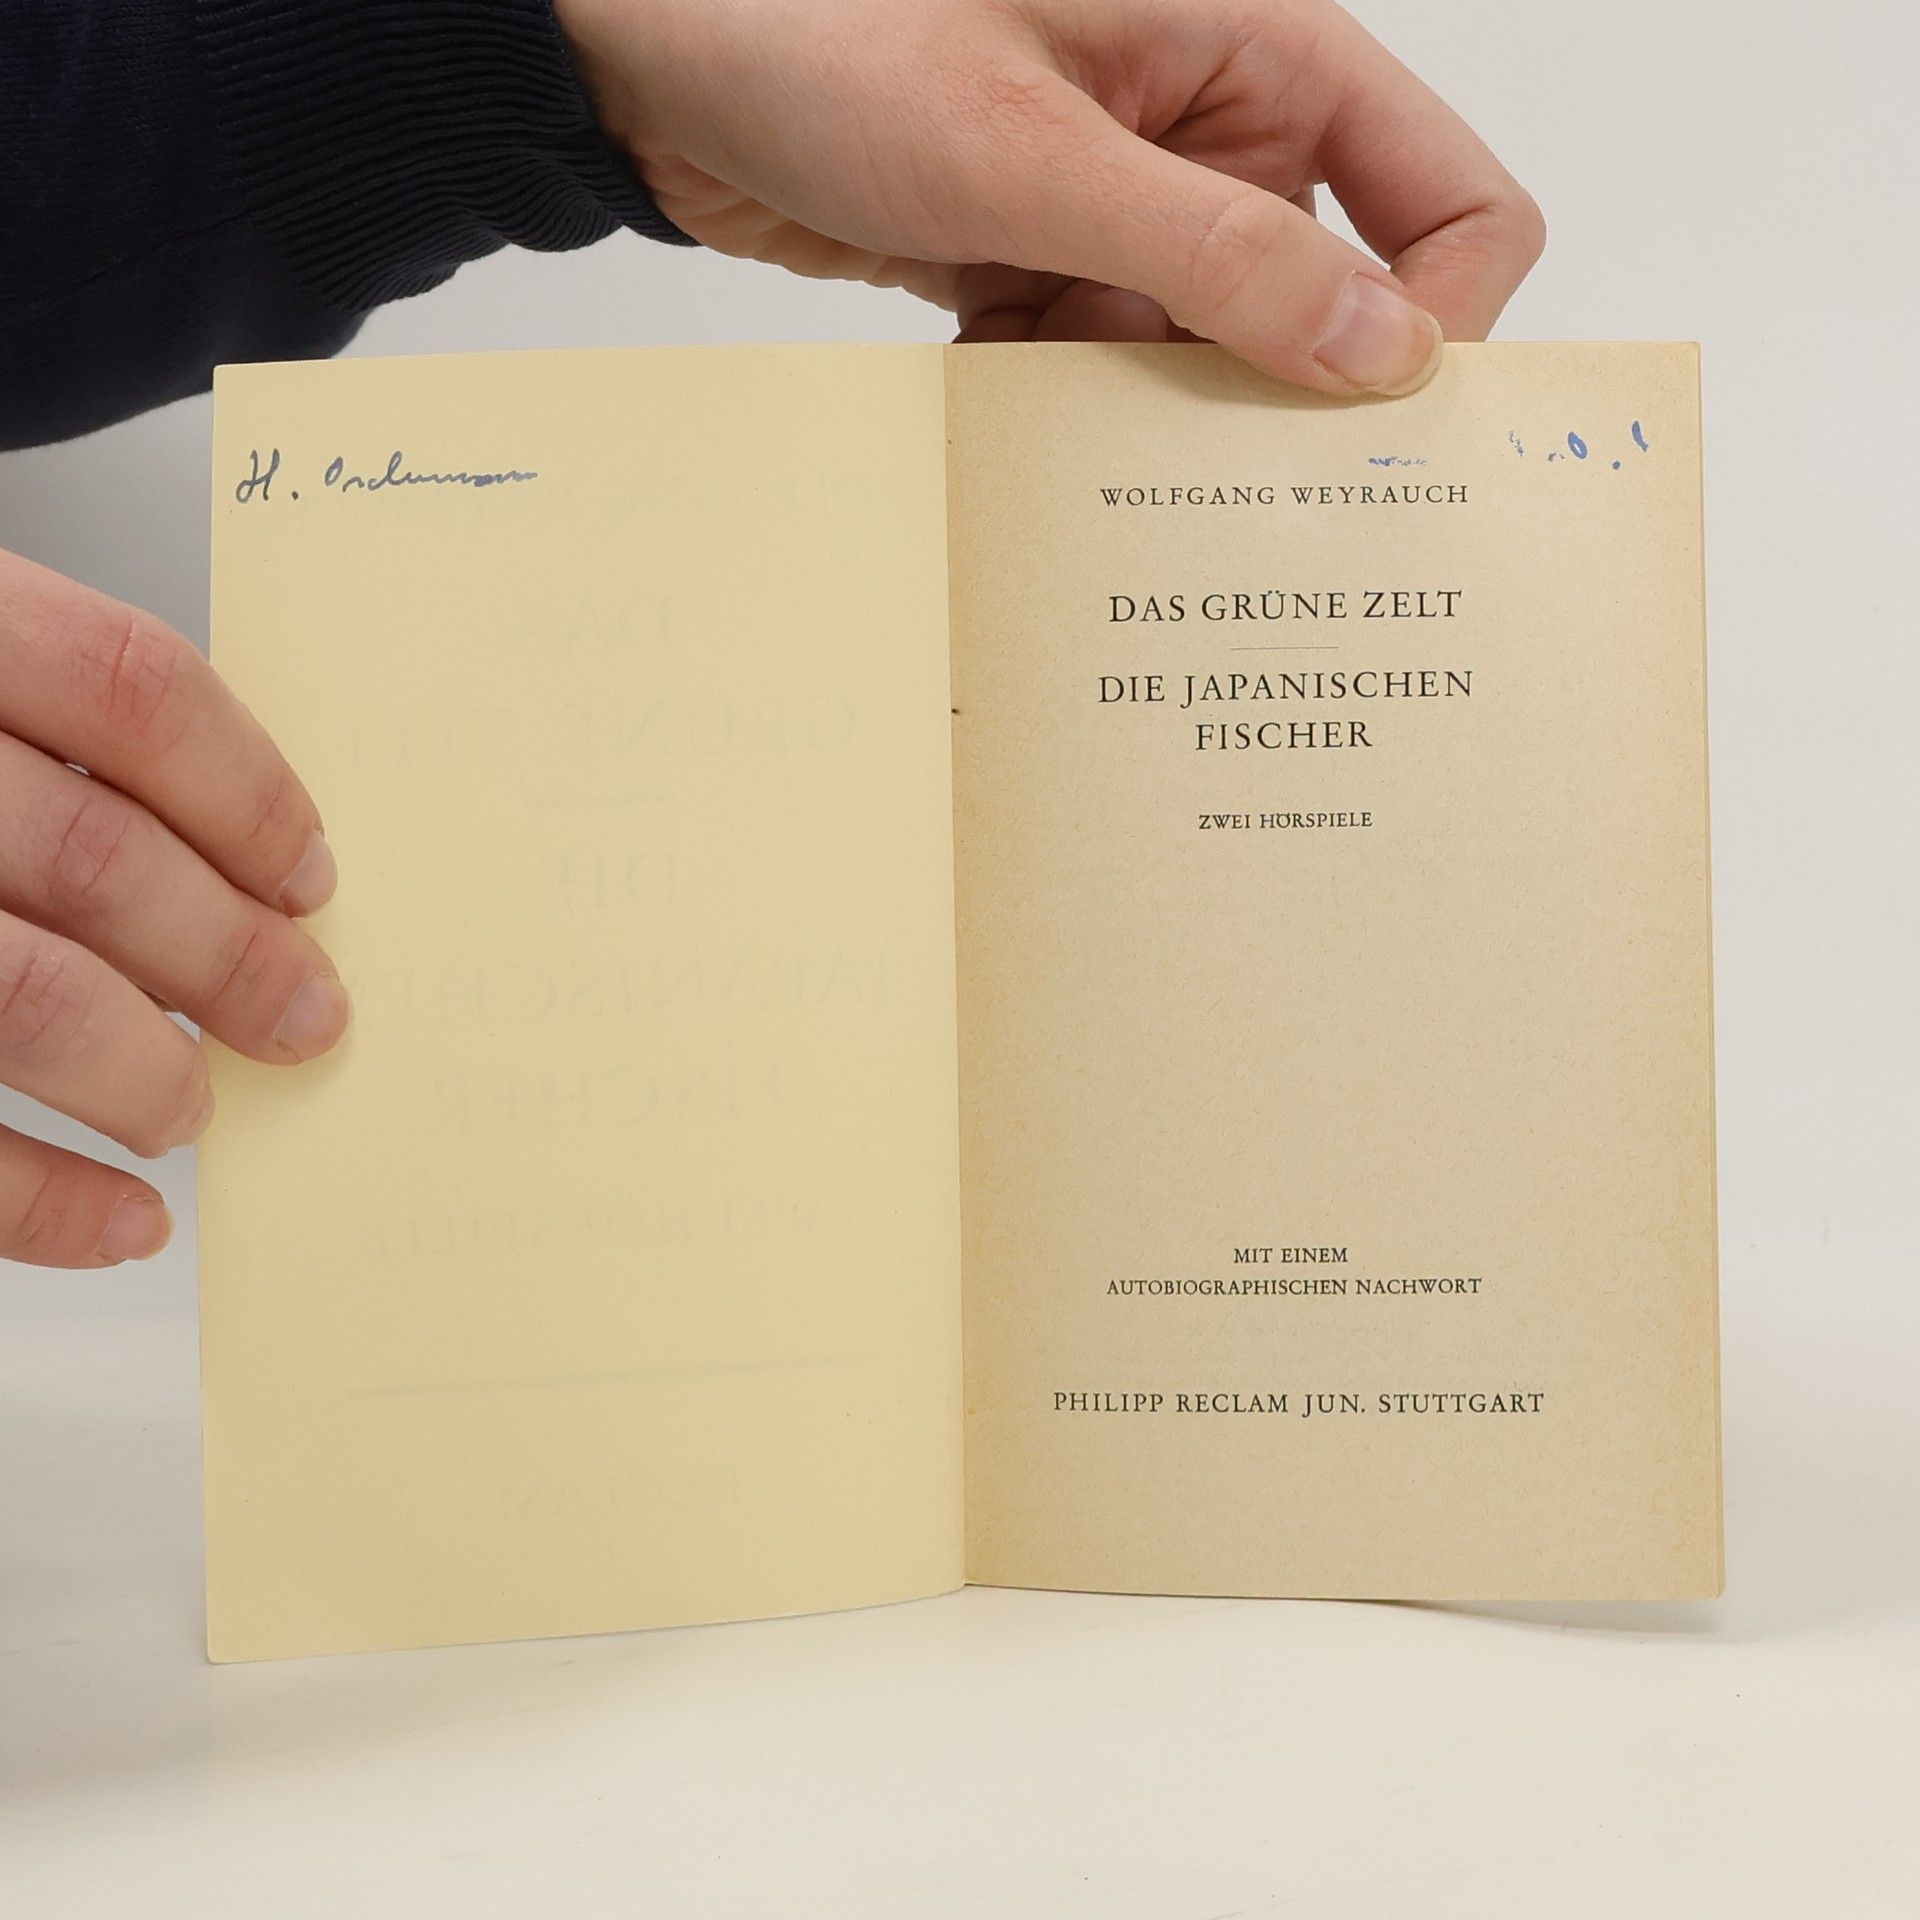 H.
WOLFGANG WEYRAUCH
DAS GRÜNE ZELT
DIE JAPANISCHEN
FISCHER
ZWEI HÖRSPIELE
MIT EINEM
AUTOBIOGRAPHISCHEN NACHWORT
PHILIPP RECLAM JUN. STUTTGART